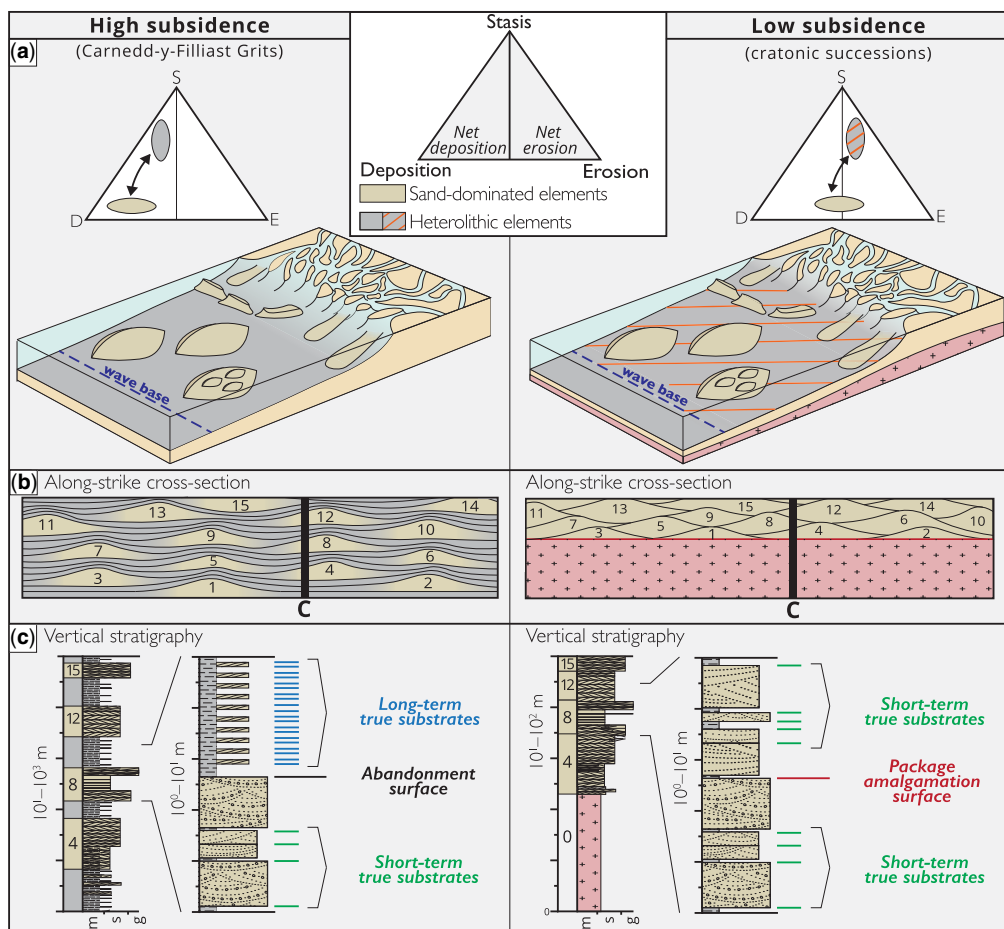 High subsidence
(Carnedd-y-Filliast Grits)
Low subsidence
(cratonic successions)
(a)
Stasis
Net deposition
Net erosion
Deposition
Erosion
Sand-dominated elements
Heterolithic elements
S
D
E
S
D
E
wave base
wave base
(b) Along-strike cross-section
11
13
15
14
12
10
9
8
7
6
5
4
3
2
1
C
Along-strike cross-section
11
13
15
12
14
7
5
9
8
6
10
3
1
4
2
C
(c) Vertical stratigraphy
10¹–10³ m
15
12
8
4
m s g
10⁰–10¹ m
Long-term
true substrates
Abandonment
surface
Short-term
true substrates
Vertical stratigraphy
10¹–10² m
15
12
8
4
0
0
m s g
10⁰–10¹ m
Short-term
true substrates
Package
amalgamation
surface
Short-term
true substrates